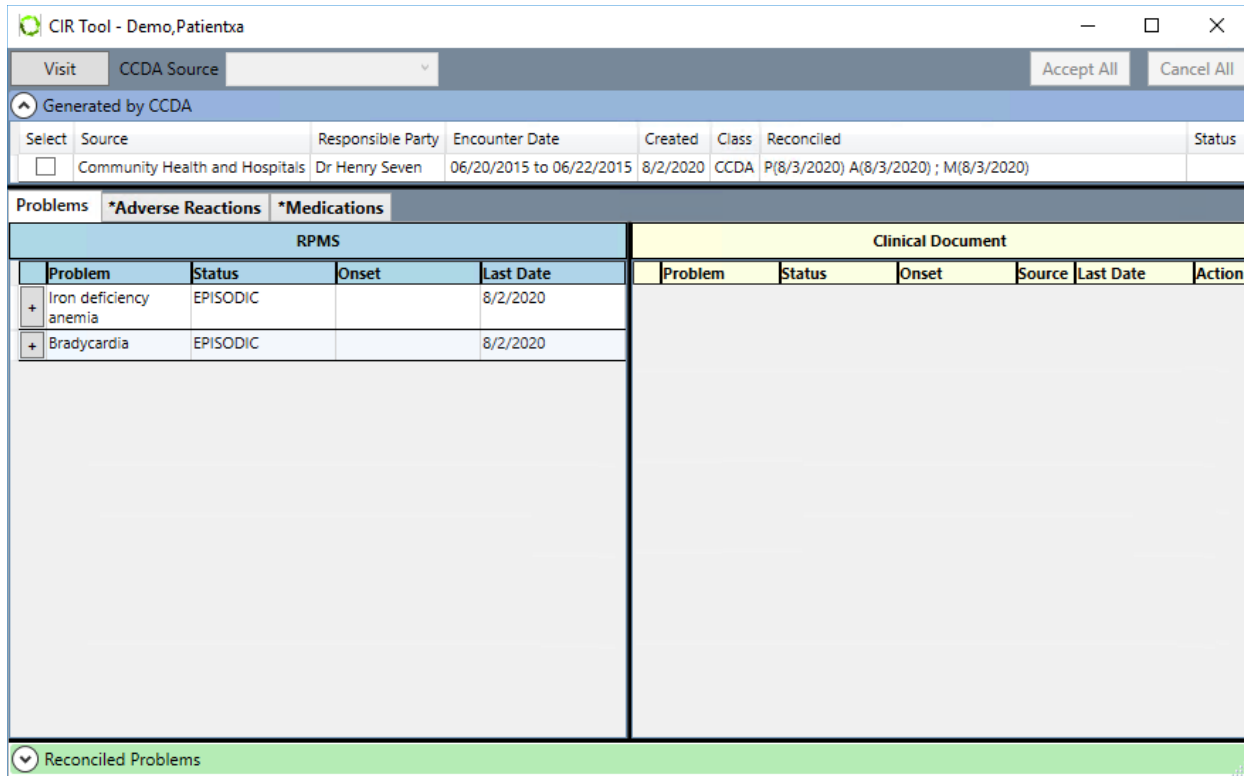 CIR Tool - Demo,Patientxa
Visit CCDA Source Accept All Cancel All
Generated by CCDA
Select Source Responsible Party Encounter Date Created Class Reconciled Status
Community Health and Hospitals Dr Henry Seven 06/20/2015 to 06/22/2015 8/2/2020 CCDA P(8/3/2020) A(8/3/2020) ; M(8/3/2020)
Problems *Adverse Reactions *Medications
RPMS Clinical Document
Problem Status Onset Last Date Problem Status Onset Source Last Date Action
+ Iron deficiency EPISODIC 8/2/2020
anemia
+ Bradycardia EPISODIC 8/2/2020
Reconciled Problems